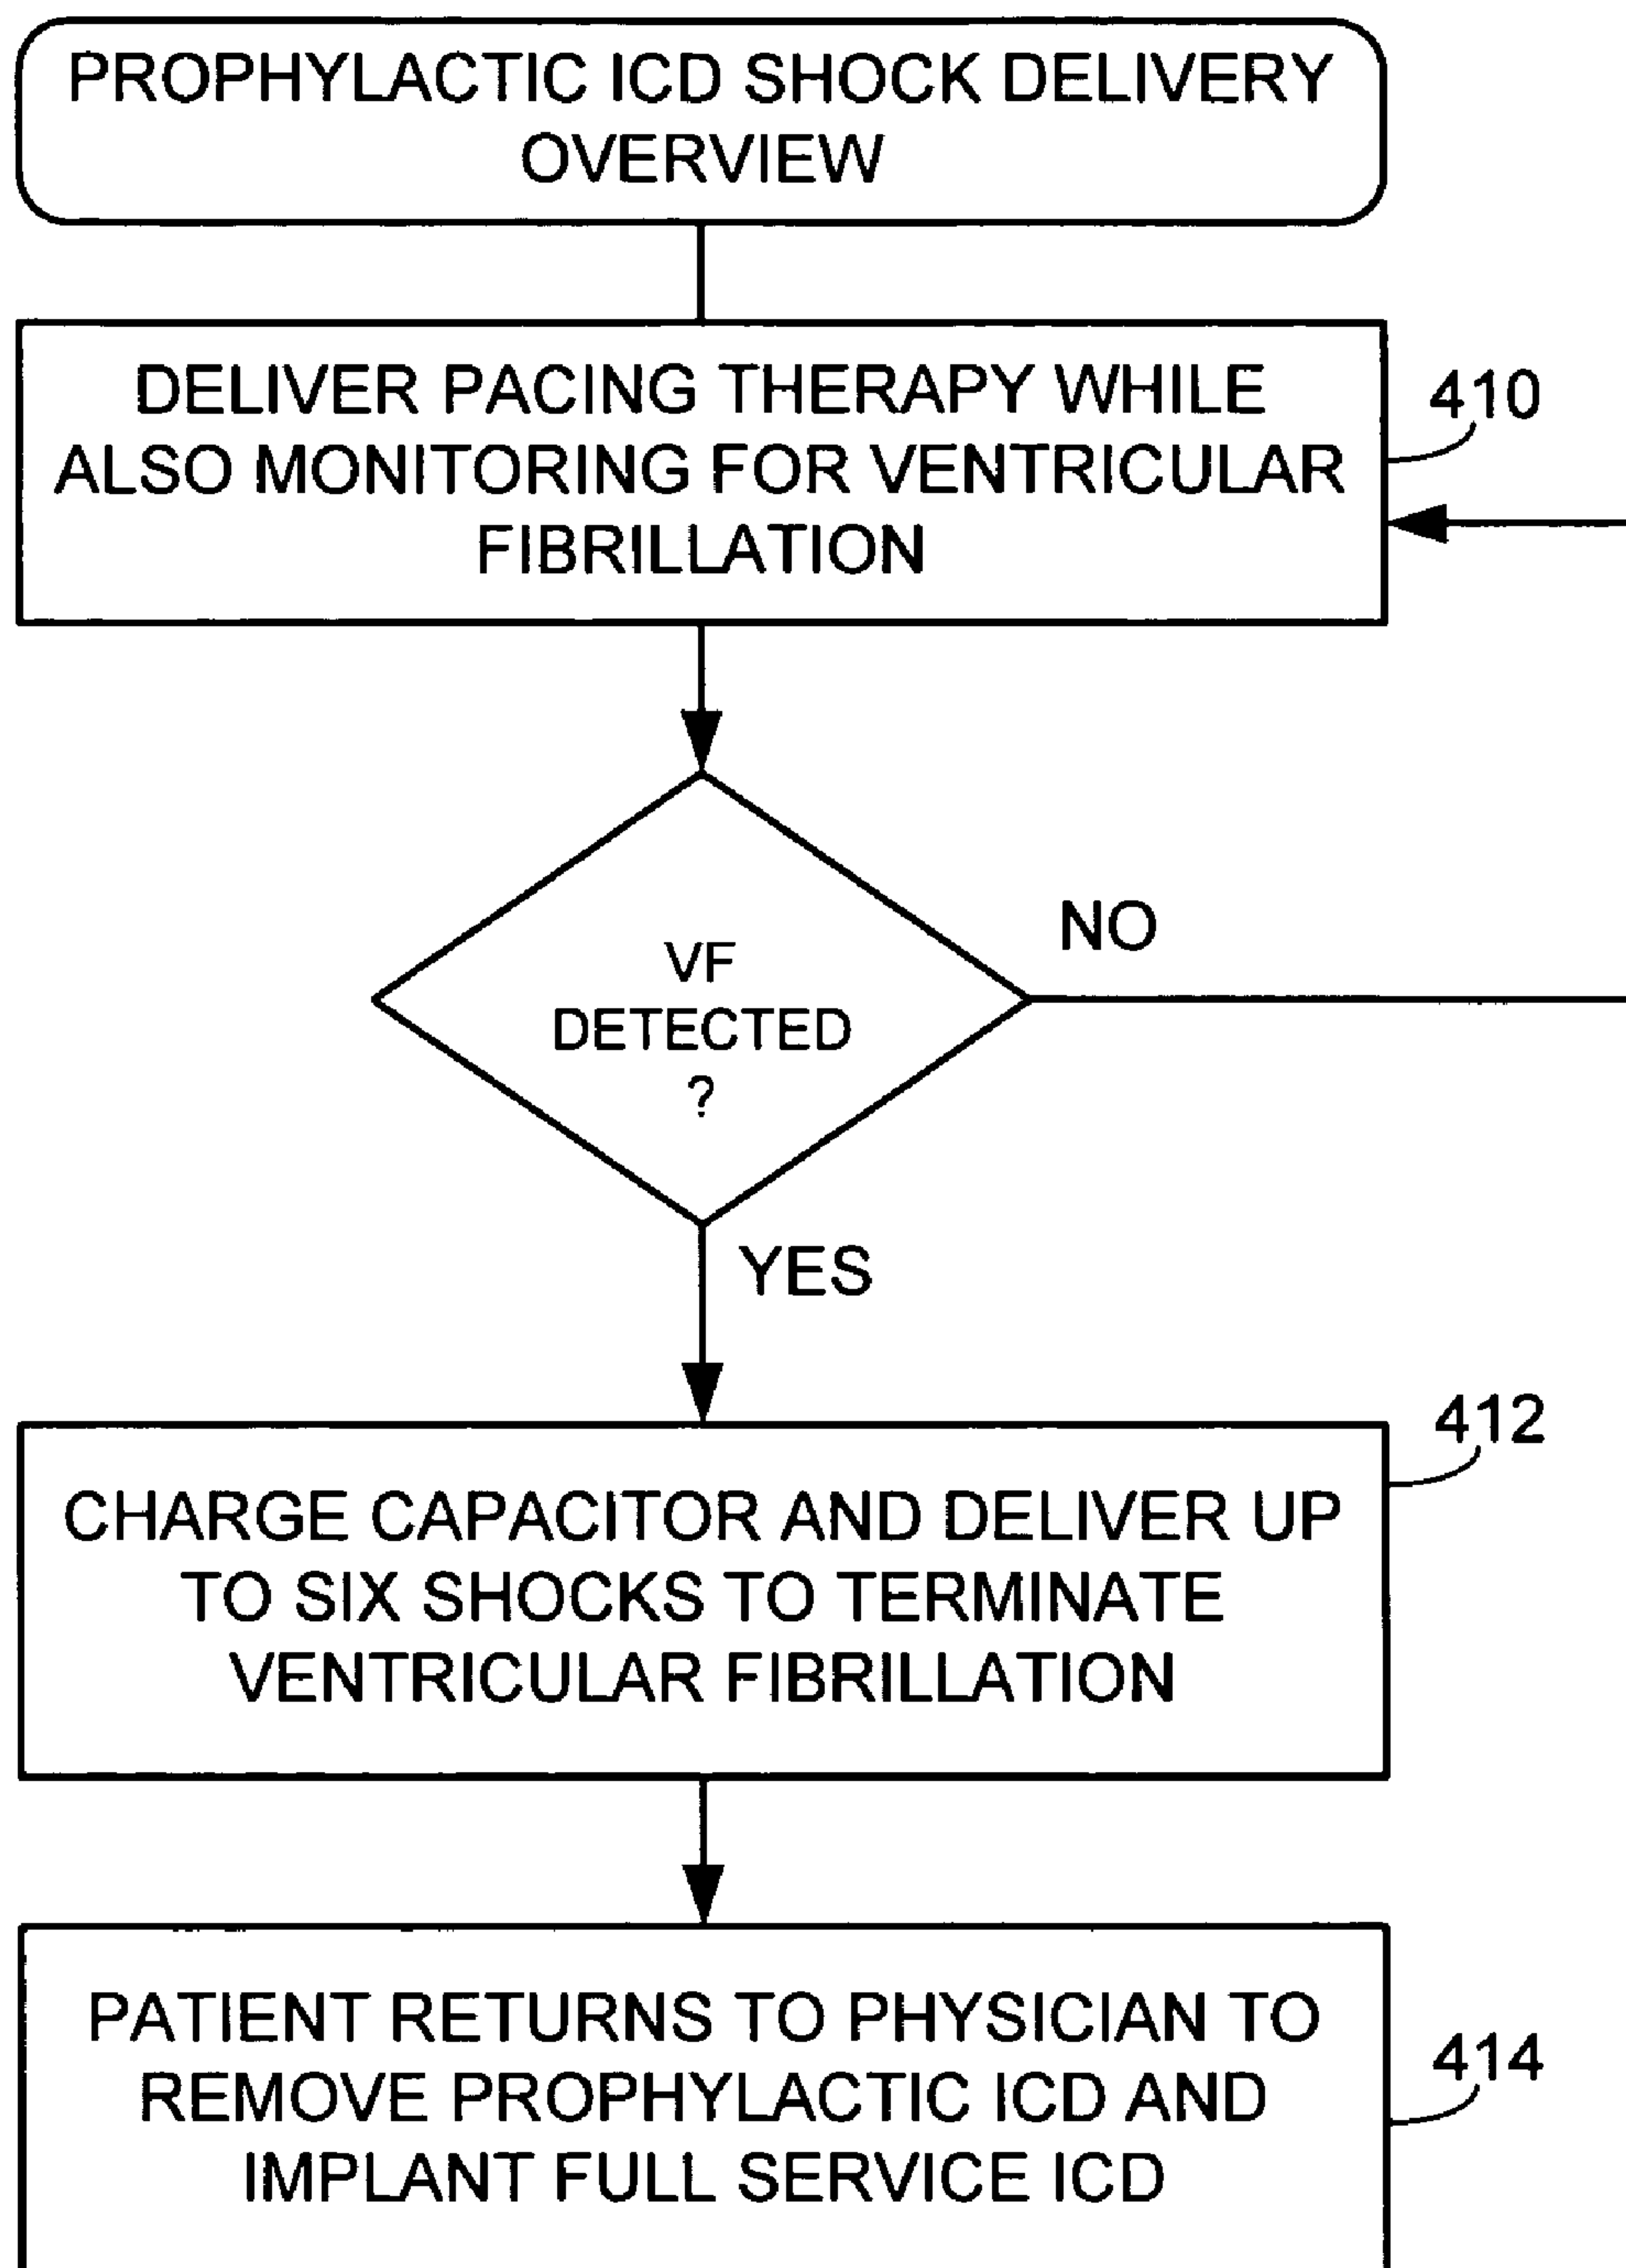 PROPHYLACTIC ICD SHOCK DELIVERY
OVERVIEW
DELIVER PACING THERAPY WHILE
ALSO MONITORING FOR VENTRICULAR
FIBRILLATION
410
VF
DETECTED
?
NO
YES
412
CHARGE CAPACITOR AND DELIVER UP
TO SIX SHOCKS TO TERMINATE
VENTRICULAR FIBRILLATION
PATIENT RETURNS TO PHYSICIAN TO
REMOVE PROPHYLACTIC ICD AND
IMPLANT FULL SERVICE ICD
414